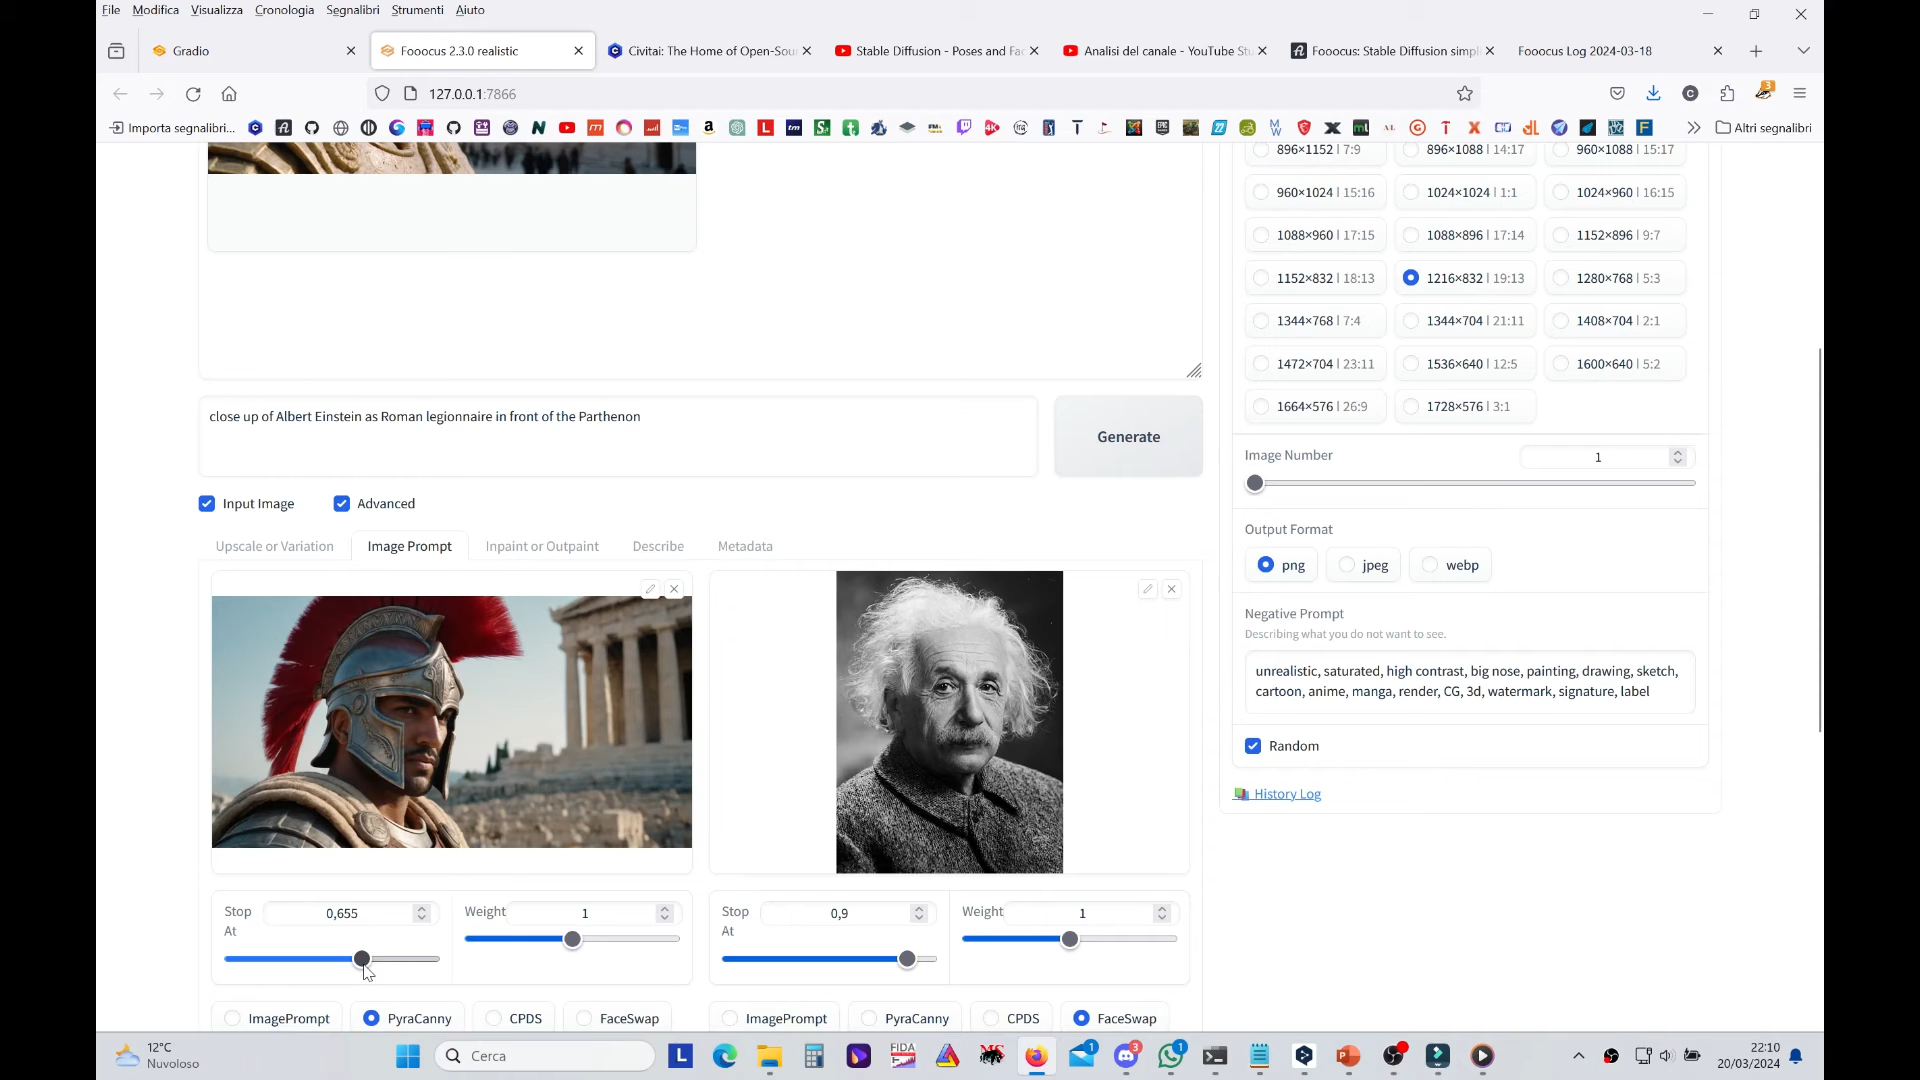 File Modifica Visualizza Cronologia Segnalibri Strumenti Aiuto
Gradio
Fooocus 2.3.0 realistic
Civitai: The Home of Open-Sour
Stable Diffusion - Poses and Fac
Analisi del canale - YouTube Stu
Fooocus: Stable Diffusion simpl
Fooocus Log 2024-03-18
127.0.0.1:7866
Importa segnalibri...
Altri segnalibri
896×1152 | 7:9
896×1088 | 14:17
960×1088 | 15:17
960×1024 | 15:16
1024×1024 | 1:1
1024×960 | 16:15
1088×960 | 17:15
1088×896 | 17:14
1152×896 | 9:7
1152×832 | 18:13
1216×832 | 19:13
1280×768 | 5:3
1344×768 | 7:4
1344×704 | 21:11
1408×704 | 2:1
1472×704 | 23:11
1536×640 | 12:5
1600×640 | 5:2
1664×576 | 26:9
1728×576 | 3:1
close up of Albert Einstein as Roman legionnaire in front of the Parthenon
Generate
Image Number
1
Input Image
Advanced
Output Format
png
jpeg
webp
Upscale or Variation
Image Prompt
Inpaint or Outpaint
Describe
Metadata
Negative Prompt
Describing what you do not want to see.
unrealistic, saturated, high contrast, big nose, painting, drawing, sketch,
cartoon, anime, manga, render, CG, 3d, watermark, signature, label
Random
History Log
Stop At
0,655
Weight
1
Stop At
0,9
Weight
1
ImagePrompt
PyraCanny
CPDS
FaceSwap
ImagePrompt
PyraCanny
CPDS
FaceSwap
12°C
Nuvoloso
Cerca
22:10
20/03/2024